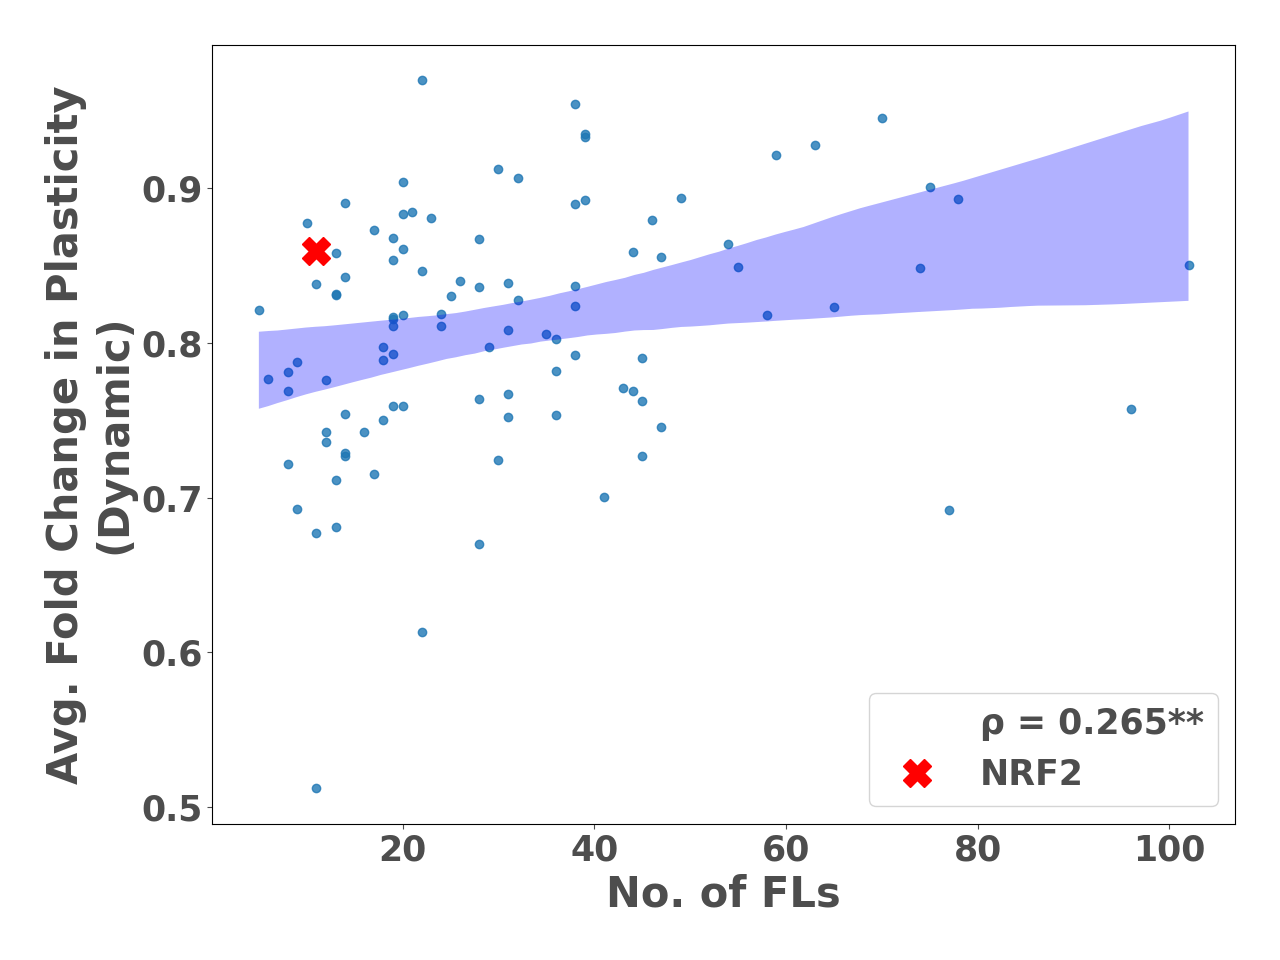 Avg. Fold Change in Plasticity
(Dynamic)
0.9
0.8
0.7
0.6
0.5
20 40 60 80 100
No. of FLs
ρ = 0.265**
NRF2